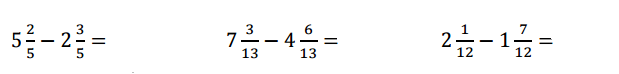 5 2/5 − 2 3/5 = 7 3/13 − 4 6/13 = 2 1/12 − 1 7/12 =